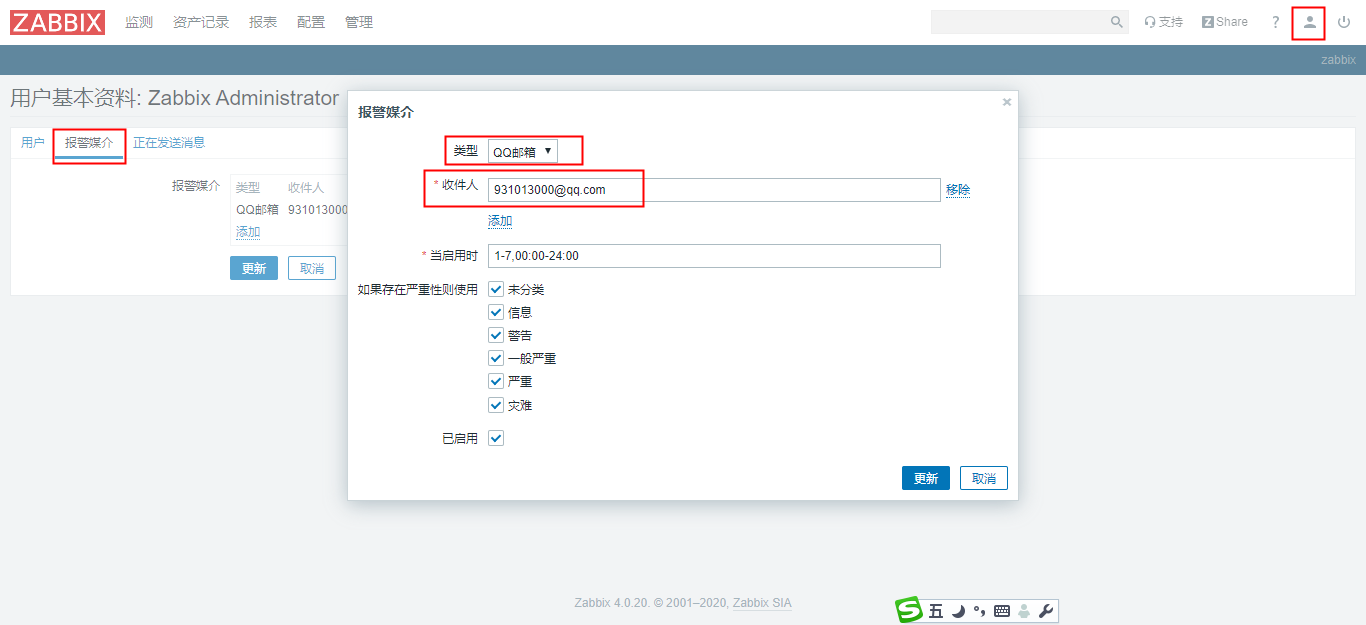 ZABBIX 监测 资产记录 报表 配置 管理 支持 Z Share ?
zabbix
用户基本资料: Zabbix Administrator
用户 报警媒介 正在发送消息
报警媒介 类型 收件人
QQ邮箱 931013000
添加
更新 取消
报警媒介 ×
类型 QQ邮箱 ▼
* 收件人 931013000@qq.com 移除
添加
* 当启用时 1-7,00:00-24:00
如果存在严重性则使用 未分类
信息
警告
一般严重
严重
灾难
已启用
更新 取消
Zabbix 4.0.20. © 2001–2020, Zabbix SIA
S 五